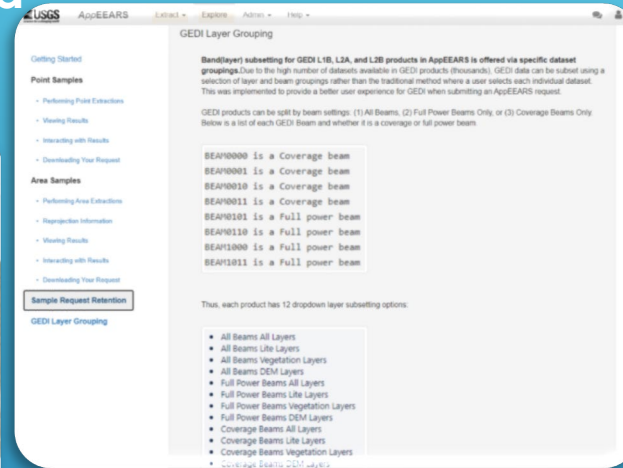 USGS AppEEARS Extract Explore Admin Help
GEDI Layer Grouping
Getting Started
Point Samples
Performing Point Extractions
Viewing Results
Interacting with Results
Downloading Your Request
Area Samples
Performing Area Extractions
Reprojection Information
Viewing Results
Interacting with Results
Downloading Your Request
Sample Request Retention
GEDI Layer Grouping
Band(layer) subsetting for GEDI L1B, L2A, and L2B products in AppEEARS is offered via specific dataset
groupings.Due to the high number of datasets available in GEDI products (thousands), GEDI data can be subset using a
selection of layer and beam groupings rather than the traditional method where a user selects each individual dataset.
This was implemented to provide a better user experience for GEDI when submitting an AppEEARS request.
GEDI products can be split by beam settings: (1) All Beams, (2) Full Power Beams Only, or (3) Coverage Beams Only
Below is a list of each GEDI Beam and whether it is a coverage or full power beam
BEAM0000 is a Coverage beam
BEAM0001 is a Coverage beam
BEAM0010 is a Coverage beam
BEAM0011 is a Coverage beam
BEAM0101 is a Full power beam
BEAM0110 is a Full power beam
BEAM1000 is a Full power beam
BEAM1011 is a Full power beam
Thus, each product has 12 dropdown layer subsetting options:
All Beams All Layers
All Beams Lite Layers
All Beams Vegetation Layers
All Beams DEM Layers
Full Power Beams All Layers
Full Power Beams Lite Layers
Full Power Beams Vegetation Layers
Full Power Beams DEM Layers
Coverage Beams All Layers
Coverage Beams Lite Layers
Coverage Beams Vegetation Layers
Coverage Beams DEM Layers